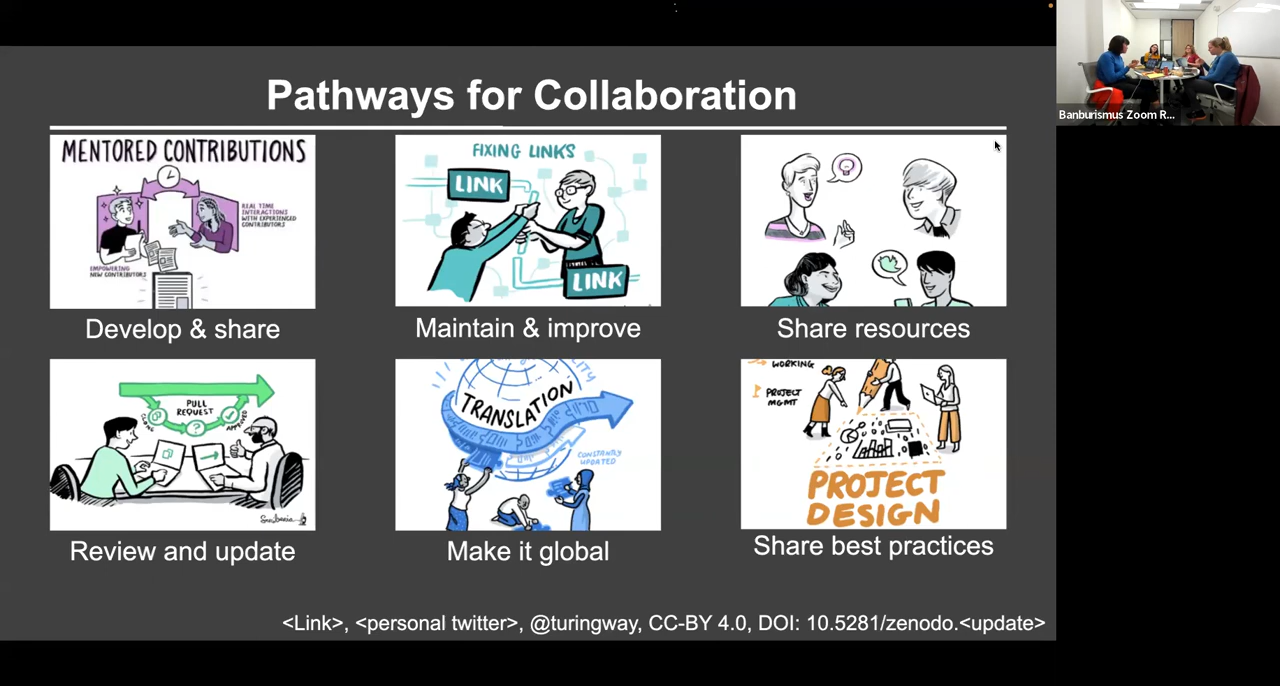 Pathways for Collaboration
MENTORED CONTRIBUTIONS
REAL TIME
INTERACTIONS
WITH EXPERIENCED
CONTRIBUTORS
EMPOWERING
NEW CONTRIBUTORS
Develop & share
FIXING LINKS
LINK
LINK
Maintain & improve
Share resources
PULL
REQUEST
?
APPROVED
Review and update
TRANSLATION
CONSTANTLY
UPDATED
Make it global
WORKING
PROJECT
MGMT
PROJECT
DESIGN
Share best practices
<Link>, <personal twitter>, @turingway, CC-BY 4.0, DOI: 10.5281/zenodo.<update>
Banburismus Zoom R...